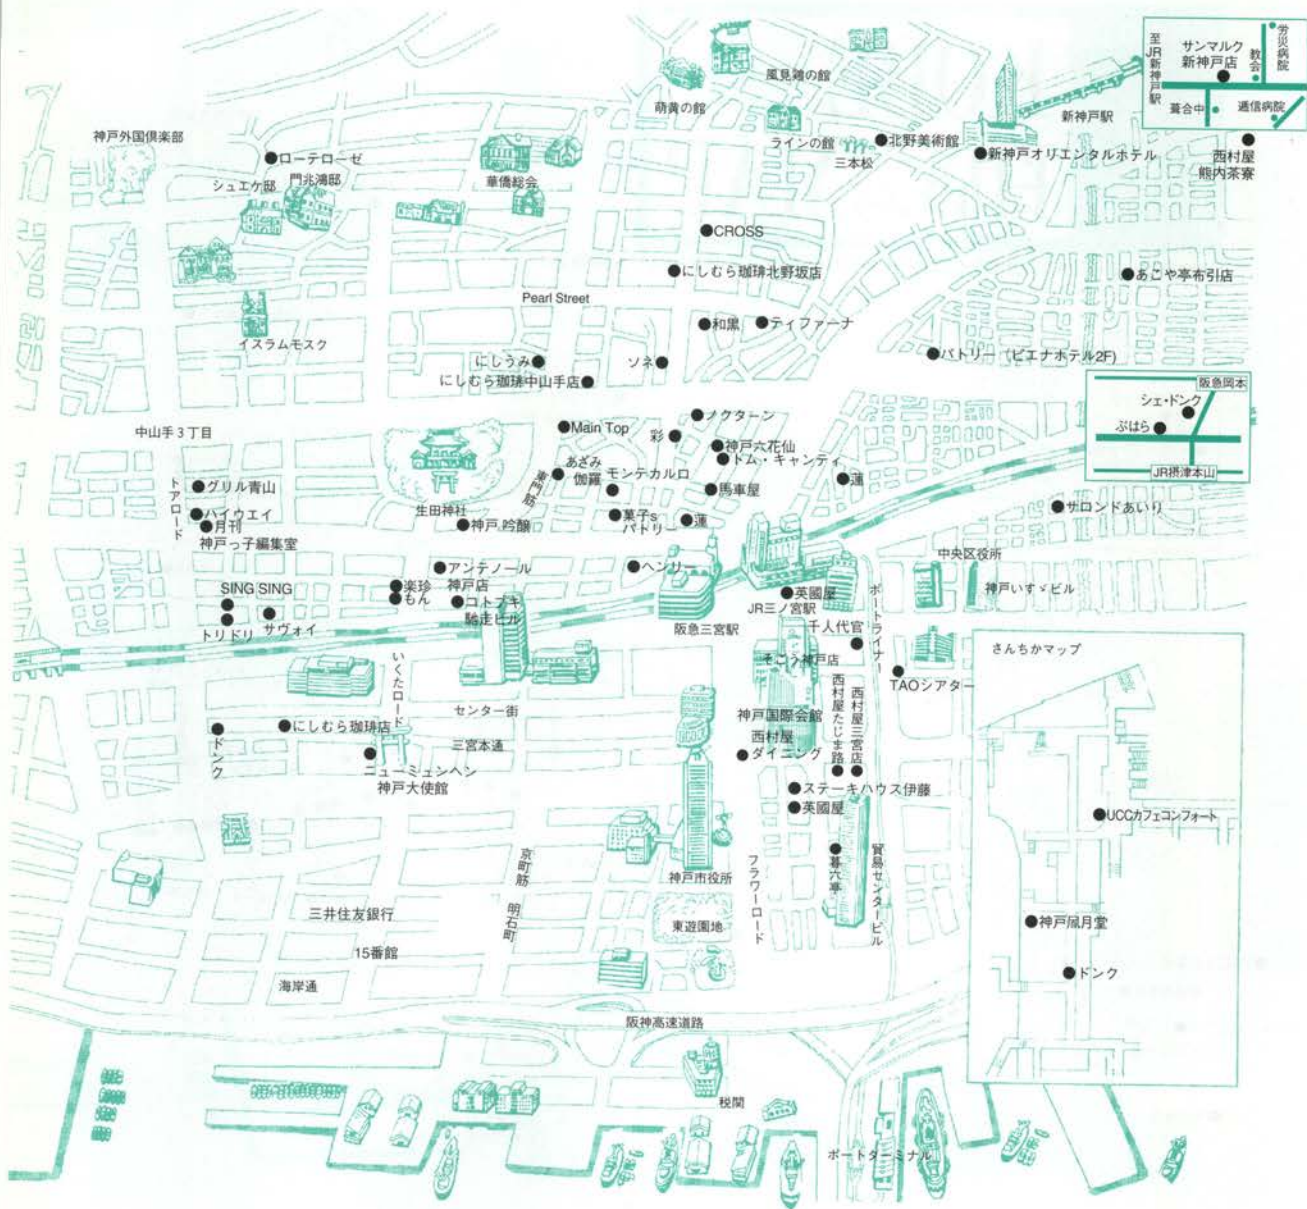 労災病院
至JR新神戸駅
サンマルク
新神戸店
教会
葺合中
逓信病院
風見雞の館
萌黄の館
新神戸駅
神戸外国倶楽部
ラインの館
三本松
北野美術館
新神戸オリエンタルホテル
西村屋
熊内茶寮
ローテローゼ
シュエケ邸
門兆鴻邸
華僑総会
CROSS
にしむら珈琲北野坂店
あこや亭布引店
Pearl Street
イスラムモスク
和黒
ティファーナ
にしうみ
ソネ
パトリー(ビエナホテル2F)
にしむら珈琲中山手店
阪急岡本
シェ・ドンク
ぶはら
JR摂津本山
中山手3丁目
Main Top
ノクターン
彩
神戸六花仙
トム・キャンティ
あざみ
伽羅
モンテカルロ
蓮
東門筋
トアロード
グリル青山
馬車屋
生田神社
ハイウエイ
月刊
神戸っ子編集室
神戸 吟醸
菓子s
パトリー
蓮
サロンドあいり
中央区役所
アンテノール
神戸店
ヘンリー
SING SING
楽珍
もん
コトブキ
馳走ビル
英國屋
JR三ノ宮駅
ポートライナー
神戸いすゞビル
トリドリ
サヴォイ
阪急三宮駅
千人代官
そごう神戸店
TAOシアター
さんちかマップ
いくたロード
センター街
西村屋たじま路
西村屋三宮店
神戸国際会館
西村屋
ダイニング
ドンク
にしむら珈琲店
三宮本通
ニューミュンヘン
神戸大使館
ステーキハウス伊藤
英國屋
UCCカフェコンフォート
京町筋
明石町
神戸市役所
フラワーロード
暮六亭
貿易センタービル
三井住友銀行
東遊園地
神戸凮月堂
15番館
ドンク
海岸通
阪神高速道路
税関
ポートターミナル